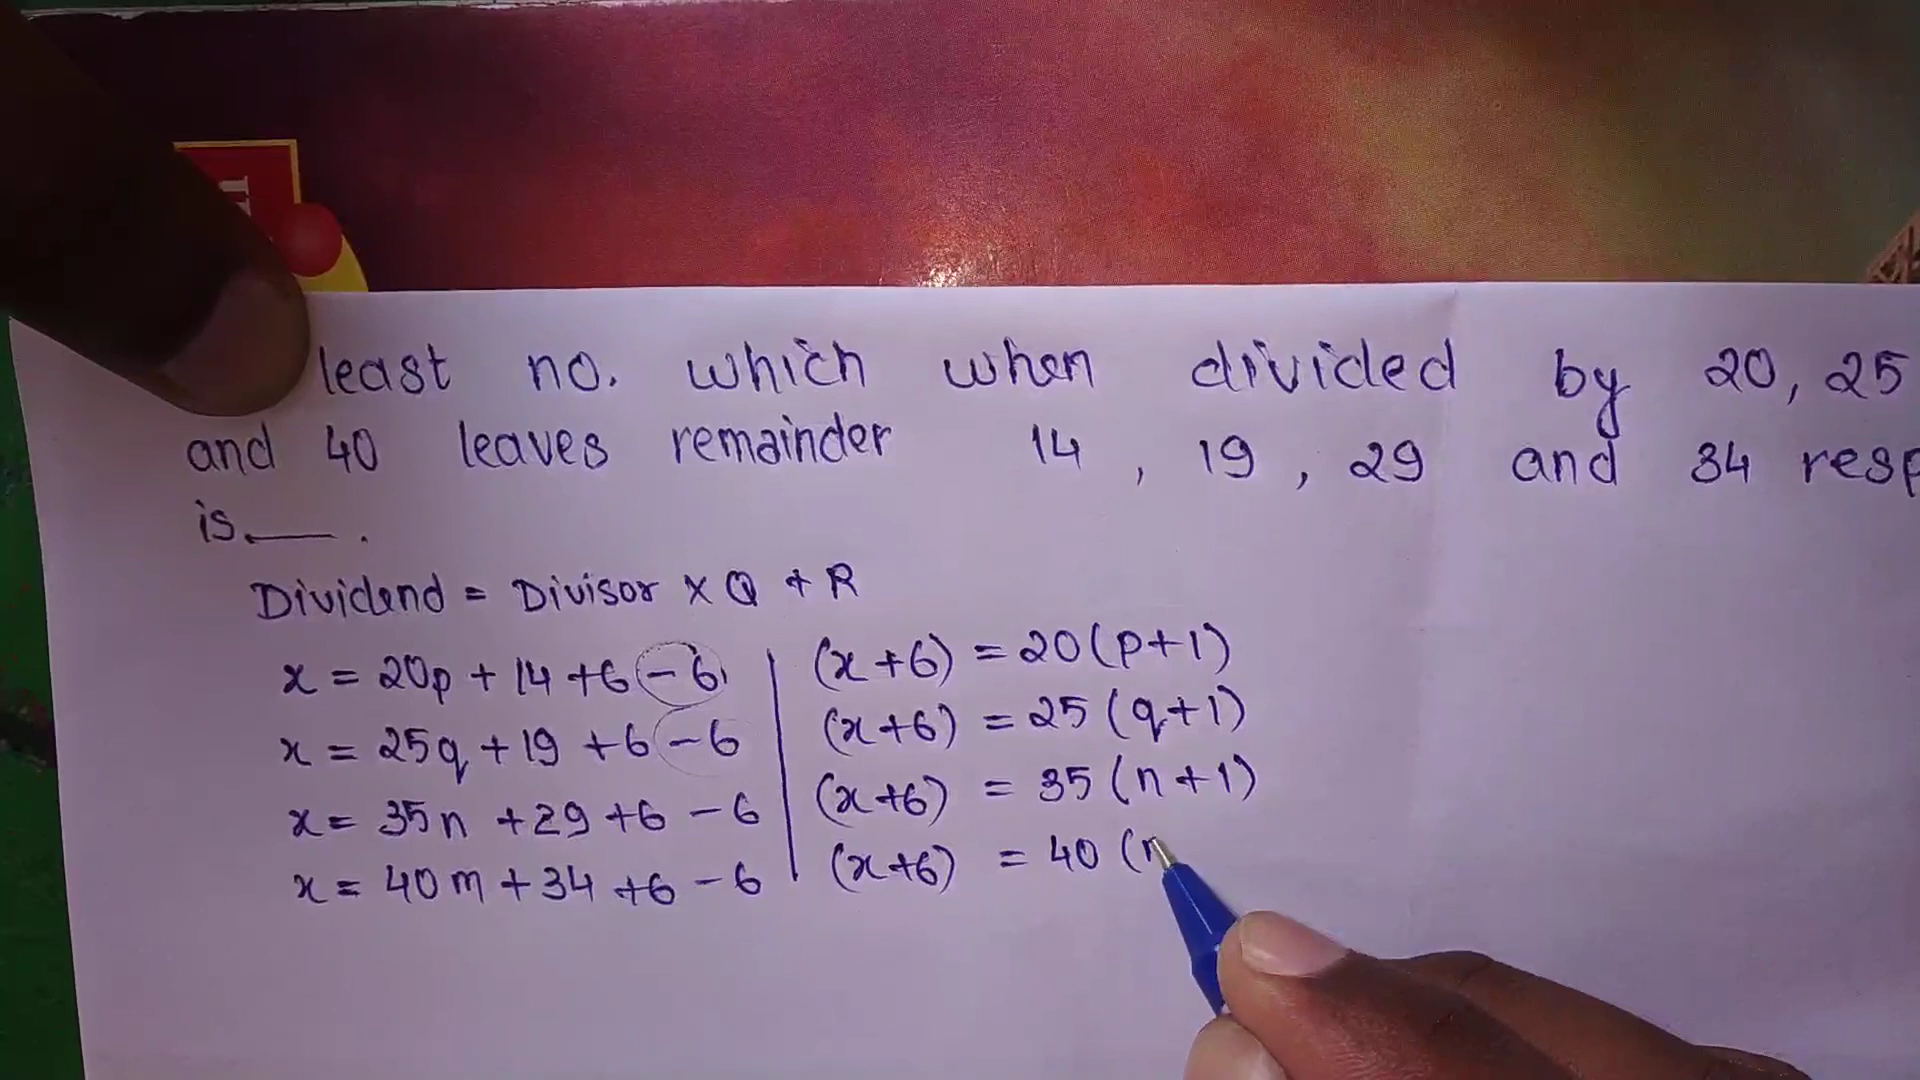 least no. which when divided by 20, 25
and 40 leaves remainder 14, 19, 29 and 34 resp
is ___.
Dividend = Divisor × Q + R
x = 20p + 14 + 6 - 6
x = 25q + 19 + 6 - 6
x = 35n + 29 + 6 - 6
x = 40m + 34 + 6 - 6
(x+6) = 20(p+1)
(x+6) = 25(q+1)
(x+6) = 35(n+1)
(x+6) = 40(